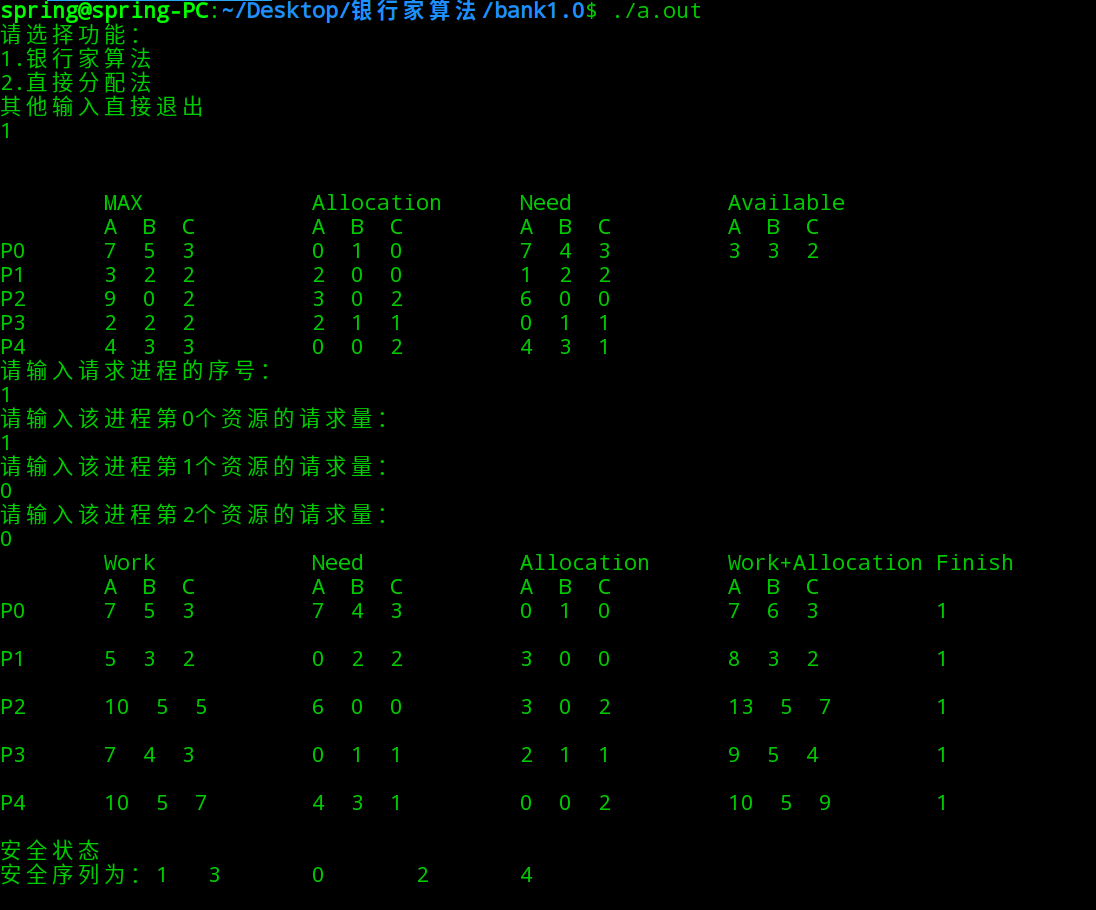 spring@spring-PC:~/Desktop/银行家算法/bank1.0$ ./a.out
请选择功能：
1.银行家算法
2.直接分配法
其他输入直接退出
1
MAX Allocation Need Available
A B C A B C A B C A B C
P0 7 5 3 0 1 0 7 4 3 3 3 2
P1 3 2 2 2 0 0 1 2 2
P2 9 0 2 3 0 2 6 0 0
P3 2 2 2 2 1 1 0 1 1
P4 4 3 3 0 0 2 4 3 1
请输入请求进程的序号：
1
请输入该进程第0个资源的请求量：
1
请输入该进程第1个资源的请求量：
0
请输入该进程第2个资源的请求量：
0
Work Need Allocation Work+Allocation Finish
A B C A B C A B C A B C
P0 7 5 3 7 4 3 0 1 0 7 6 3 1
P1 5 3 2 0 2 2 3 0 0 8 3 2 1
P2 10 5 5 6 0 0 3 0 2 13 5 7 1
P3 7 4 3 0 1 1 2 1 1 9 5 4 1
P4 10 5 7 4 3 1 0 0 2 10 5 9 1
安全状态
安全序列为：1 3 0 2 4